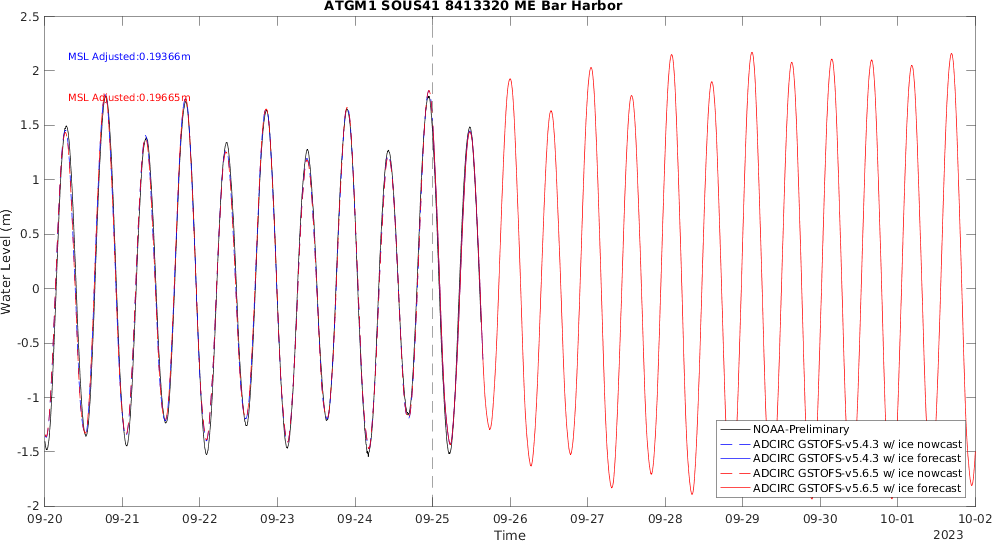 ATGM1 SOUS41 8413320 ME Bar Harbor
2.5
2
1.5
1
0.5
0
-0.5
-1
-1.5
-2
Water Level (m)
MSL Adjusted:0.19366m
MSL Adjusted:0.19665m
NOAA-Preliminary
ADCIRC GSTOFS-v5.4.3 w/ ice nowcast
ADCIRC GSTOFS-v5.4.3 w/ ice forecast
ADCIRC GSTOFS-v5.6.5 w/ ice nowcast
ADCIRC GSTOFS-v5.6.5 w/ ice forecast
09-20 09-21 09-22 09-23 09-24 09-25 09-26 09-27 09-28 09-29 09-30 10-01 10-02
Time
2023